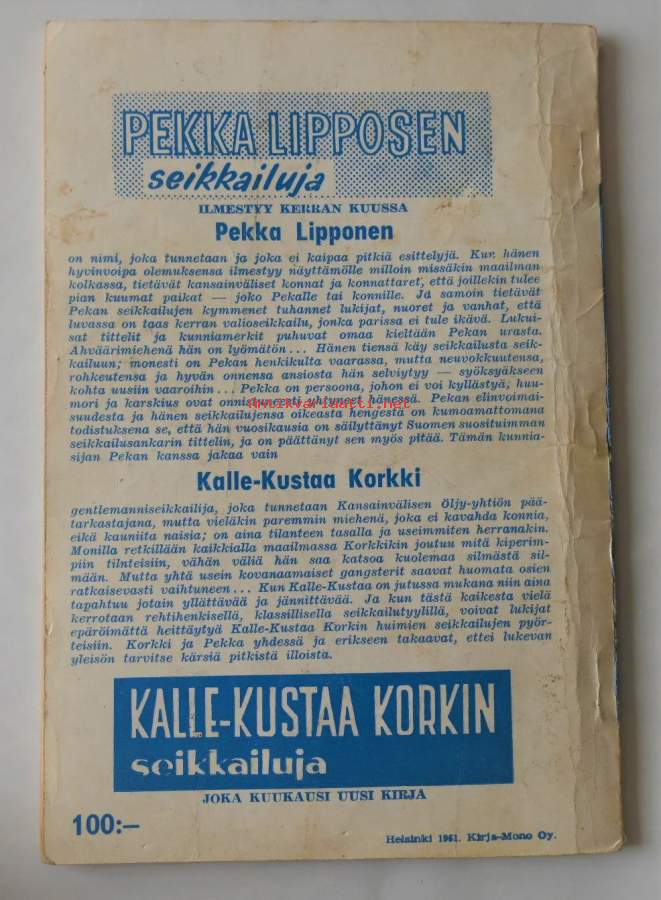 PEKKA LIPPOSEN
seikkailuja
ILMESTYY KERRAN KUUSSA
Pekka Lipponen
on nimi, joka tunnetaan ja joka ei kaipaa pitkiä esittelyjä. Kun hänen
hyvinvoipa olemuksensa ilmestyy näyttämölle milloin missäkin maailman
kolkassa, tietävät kansainväliset konnat ja konnattaret, että joillekin tulee
pian kuumat paikat — joko Pekalle tai konnille. Ja samoin tietävät
Pekan seikkailujen kymmenet tuhannet lukijat, nuoret ja vanhat, että
luvassa on taas kerran valioseikkailu, jonka parissa ei tule ikävä. Lukui-
sat tittelit ja kunniamerkit puhuvat omaa kieltään Pekan urasta.
Ahväärimiehenä hän on lyömätön... Hänen tiensä käy seikkailusta seik-
kailuun; monesti on Pekan henkikulta vaarassa, mutta neuvokkuutensa,
rohkeutensa ja hyvän onnensa ansiosta hän selviytyy — syöksyäkseen
kohta uusiin vaaroihin... Pekka on persoona, johon ei voi kyllästyä; huu-
mori ja karskius ovat onnistuneesti yhtyneet hänessä. Pekan elinvoimai-
suudesta ja hänen seikkailujensa oikeasta hengestä on kumoamattomana
todistuksena se, että hän vuosikausia on säilyttänyt Suomen suosituimman
seikkailusankarin tittelin, ja on päättänyt sen myös pitää. Tämän kunnia-
sijan Pekan kanssa jakaa vain
Antikvariaatti.net
Kalle-Kustaa Korkki
gentlemanniseikkailija, joka tunnetaan Kansainvälisen Öljy-yhtiön pää-
tarkastajana, mutta vieläkin paremmin miehenä, joka ei kavahda konnia,
eikä kauniita naisia; on aina tilanteen tasalla ja useimmiten herranakin.
Monilla retkillään kaikkialla maailmassa Korkkikin joutuu mitä kiperim-
piin tilnteisiin, vähän väliä hän saa katsoa kuolemaa silmästä sil-
mään. Mutta yhtä usein kovanaamaiset gangsterit saavat huomata osien
ratkaisevasti vaihtuneen... Kun Kalle-Kustaa on jutussa mukana niin aina
tapahtuu jotain yllättävää ja jännittävää. Ja kun tästä kaikesta vielä
kerrotaan rehtihenkisellä, klassillisella seikkailutyylillä, voivat lukijat
epäröimättä heittäytyä Kalle-Kustaa Korkin huimien seikkailujen pyör-
teisiin. Korkki ja Pekka yhdessä ja erikseen takaavat, ettei lukevan
yleisön tarvitse kärsiä pitkistä illoista.
KALLE-KUSTAA KORKIN
seikkailuja
JOKA KUUKAUSI UUSI KIRJA
100:—
Helsinki 1961. Kirja-Mono Oy.